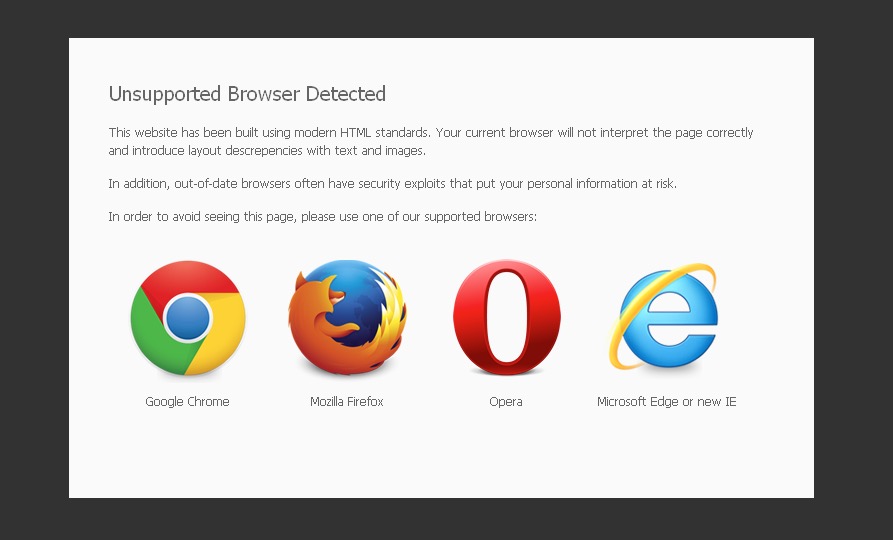 Unsupported Browser Detected
This website has been built using modern HTML standards. Your current browser will not interpret the page correctly
and introduce layout descrepencies with text and images.
In addition, out-of-date browsers often have security exploits that put your personal information at risk.
In order to avoid seeing this page, please use one of our supported browsers:
Google Chrome
Mozilla Firefox
Opera
Microsoft Edge or new IE